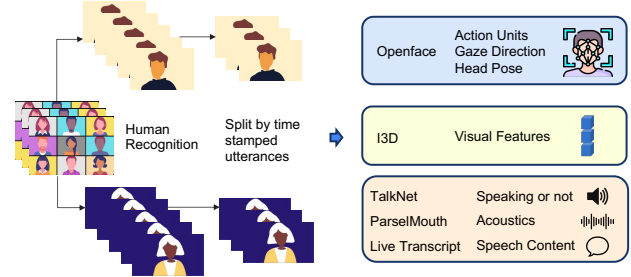 Human
Recognition
Split by time
stamped
utterances
Openface
Action Units
Gaze Direction
Head Pose
I3D
Visual Features
TalkNet
Speaking or not
ParselMouth
Acoustics
Live Transcript
Speech Content